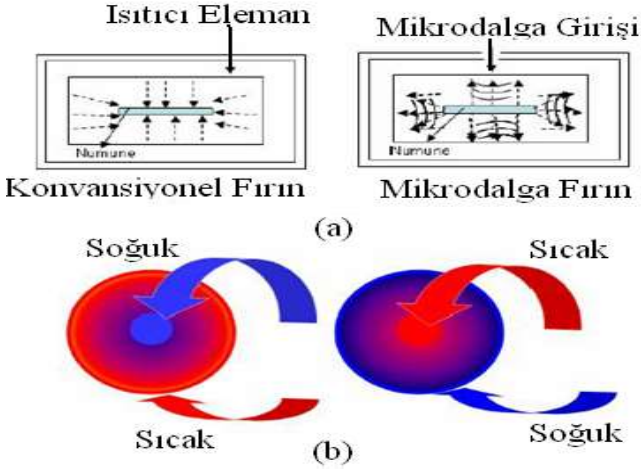 Isıtıcı Eleman
Mikrodalga Girişi
Numune
Numune
Konvansiyonel Fırın
Mikrodalga Fırın
(a)
Soğuk
Sıcak
Sıcak
Soğuk
(b)